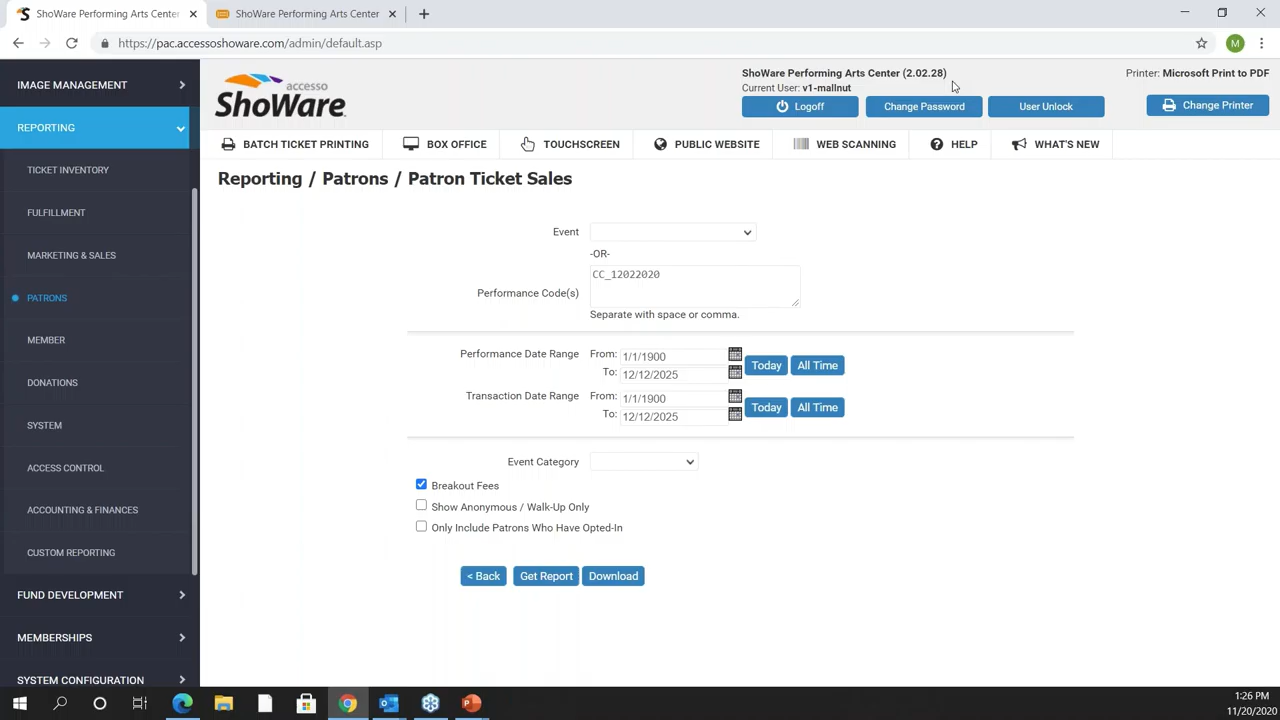 ShoWare Performing Arts Center
ShoWare Performing Arts Center
https://pac.accessoshoware.com/admin/default.asp
M
IMAGE MANAGEMENT
REPORTING
TICKET INVENTORY
FULFILLMENT
MARKETING & SALES
PATRONS
MEMBER
DONATIONS
SYSTEM
ACCESS CONTROL
ACCOUNTING & FINANCES
CUSTOM REPORTING
FUND DEVELOPMENT
MEMBERSHIPS
SYSTEM CONFIGURATION
accesso
ShoWare
ShoWare Performing Arts Center (2.02.28)
Current User: v1-mallnut
Logoff
Change Password
User Unlock
Printer: Microsoft Print to PDF
Change Printer
BATCH TICKET PRINTING
BOX OFFICE
TOUCHSCREEN
PUBLIC WEBSITE
WEB SCANNING
HELP
WHAT'S NEW
Reporting / Patrons / Patron Ticket Sales
Event
-OR-
Performance Code(s)
CC_12022020
Separate with space or comma.
Performance Date Range From: 1/1/1900
To: 12/12/2025
Today All Time
Transaction Date Range From: 1/1/1900
To: 12/12/2025
Today All Time
Event Category
Breakout Fees
Show Anonymous / Walk-Up Only
Only Include Patrons Who Have Opted-In
< Back Get Report Download
1:26 PM
11/20/2020